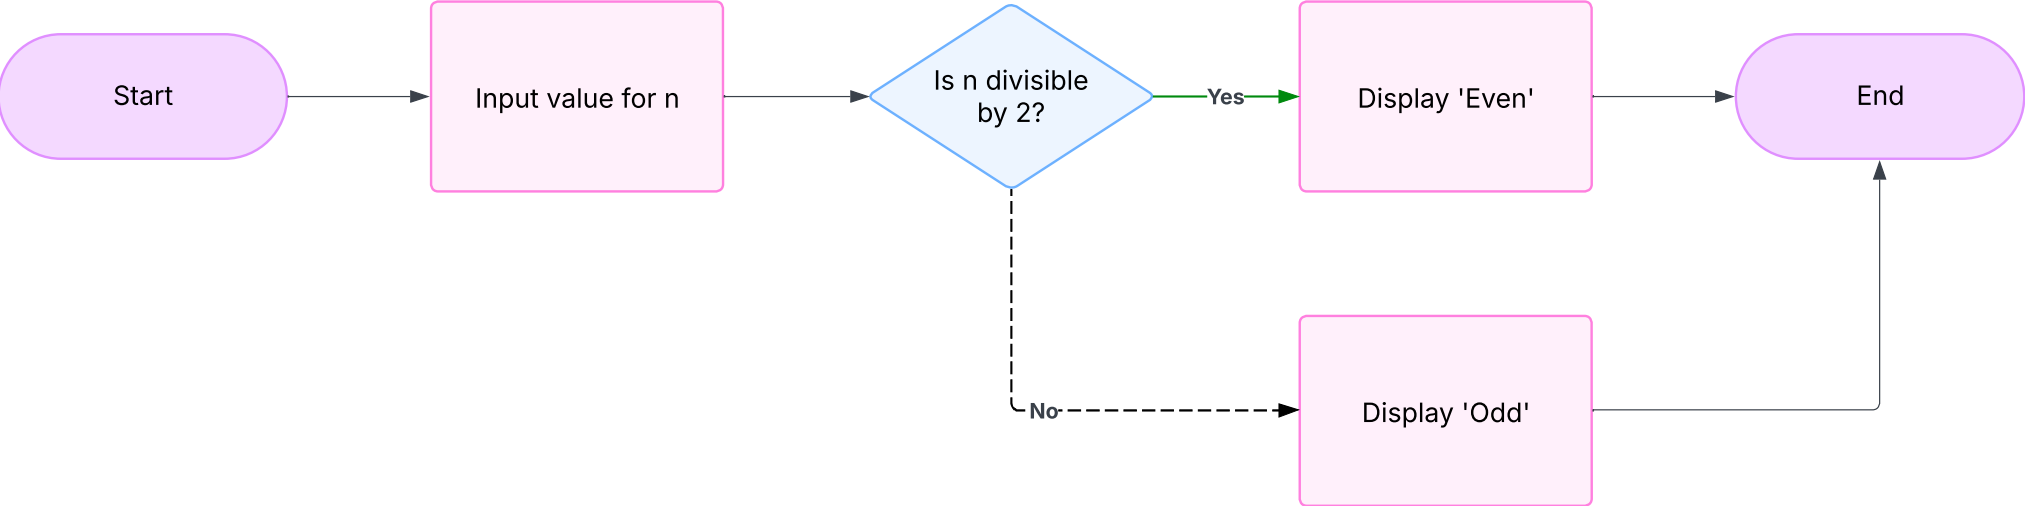 Start
Input value for n
Is n divisible
by 2?
Yes
Display 'Even'
End
No
Display 'Odd'